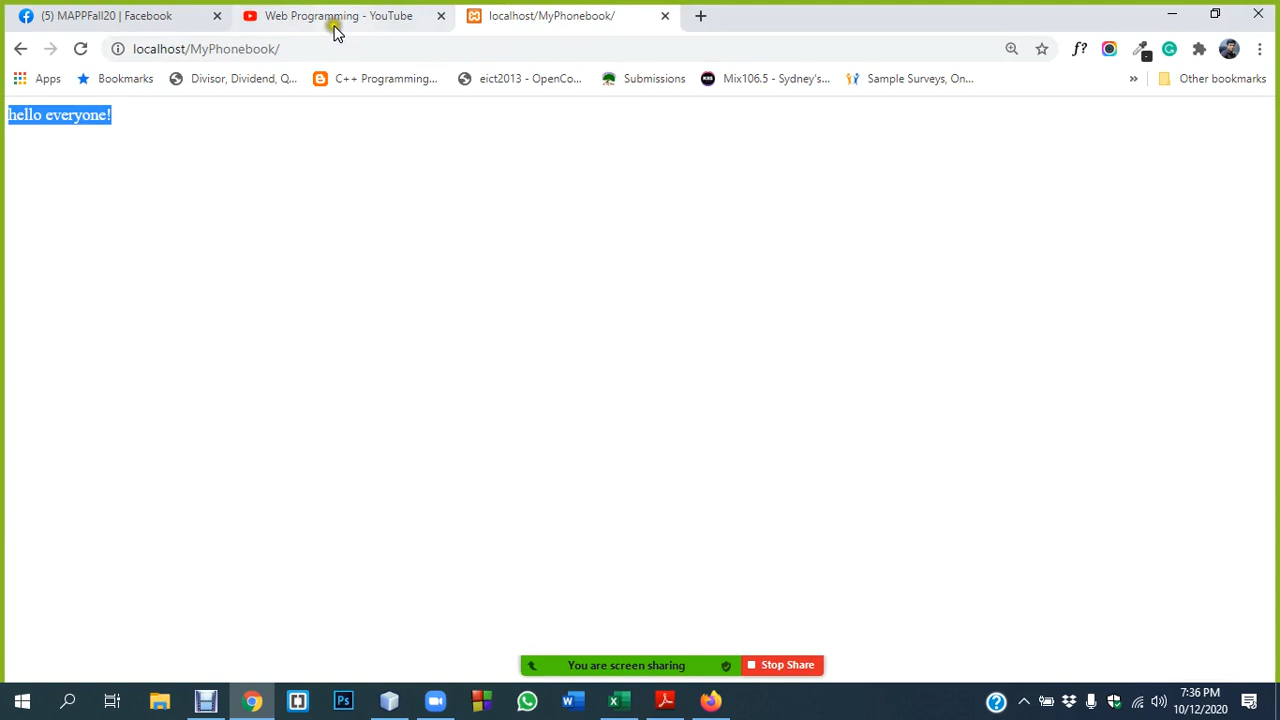 (5) MAPPFall20 | Facebook
Web Programming - YouTube
localhost/MyPhonebook/
localhost/MyPhonebook/
f?
Apps
Bookmarks
Divisor, Dividend, Q...
C++ Programming...
eict2013 - OpenCo...
Submissions
KIIS
Mix106.5 - Sydney's...
Sample Surveys, On...
»
Other bookmarks
hello everyone!
You are screen sharing
Stop Share
Ps
7:36 PM
10/12/2020